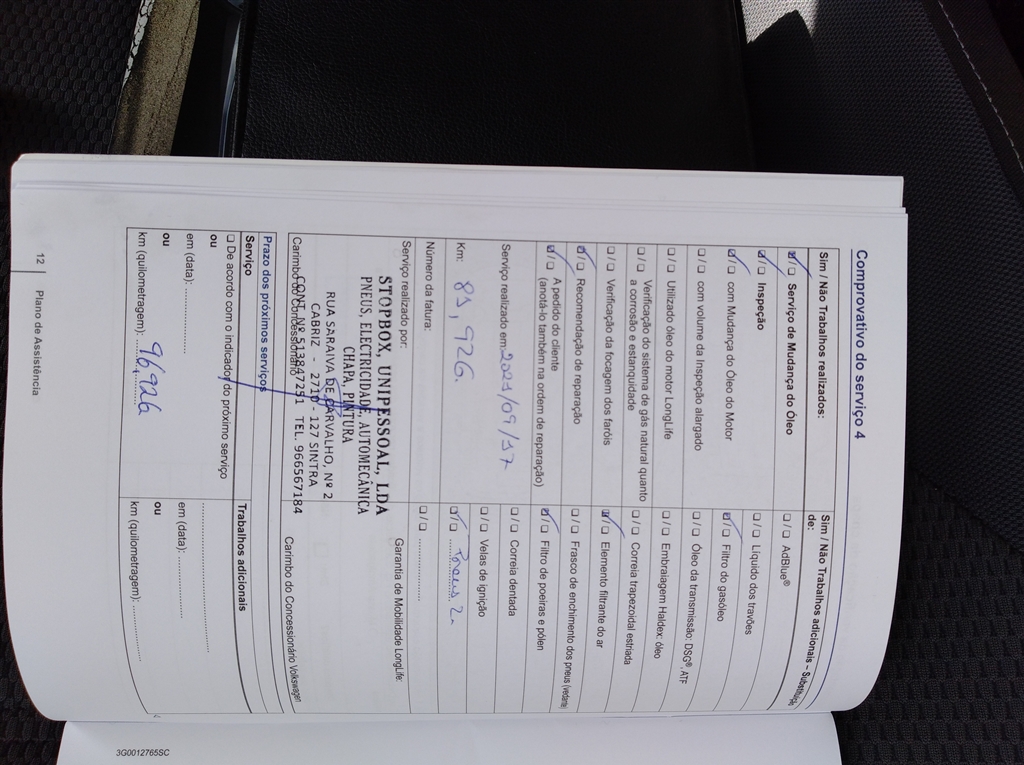 Comprovativo do serviço 4
Sim / Não Trabalhos realizados:
☑/☐ Serviço de Mudança do Óleo
☑/☐ Inspeção
☑/☐ com Mudança do Óleo do Motor
☐/☐ com volume da Inspeção alargado
☐/☐ Utilizado óleo do motor LongLife
☐/☐ Verificação do sistema de gás natural quanto
a corrosão e estanquidade
☐/☐ Verificação da focagem dos faróis
☑/☐ Recomendação de reparação
☑/☐ A pedido do cliente
(anotá-lo também na ordem de reparação)
Serviço realizado em: 2021/09/17
Km: 81,926.
Número da fatura:
Serviço realizado por:
STOPBOX, UNIPESSOAL, LDA
PNEUS, ELECTRICIDADE, AUTOMECÂNICA
CHAPA, PINTURA
RUA SARAIVA DE CARVALHO, Nº 2
CABRIZ - 2710 - 127 SINTRA
CONT. Nº 513847251 TEL. 966567184
Carimbo do Concessionário
Sim / Não Trabalhos adicionais – Substituição
de:
☐/☐ AdBlue®
☐/☐ Líquido dos travões
☑/☐ Filtro do gasóleo
☐/☐ Óleo da transmissão: DSG®, ATF
☐/☐ Embraiagem Haldex: óleo
☐/☐ Correia trapezoidal estriada
☑/☐ Elemento filtrante do ar
☐/☐ Frasco de enchimento dos pneus (vedante)
☑/☐ Filtro de poeiras e pólen
☐/☐ Correia dentada
☐/☐ Velas de ignição
☑/☐ Pneus 2
☐/☐ ................
Garantia de Mobilidade LongLife:
Carimbo do Concessionário Volkswagen
Prazo dos próximos serviços
Serviço
☐ De acordo com o indicador do próximo serviço
ou
em (data): ................
ou
km (quilometragem): 96,926
Trabalhos adicionais
................
em (data): ................
ou
km (quilometragem): ................
12 | Plano de Assistência
3G0012765SC